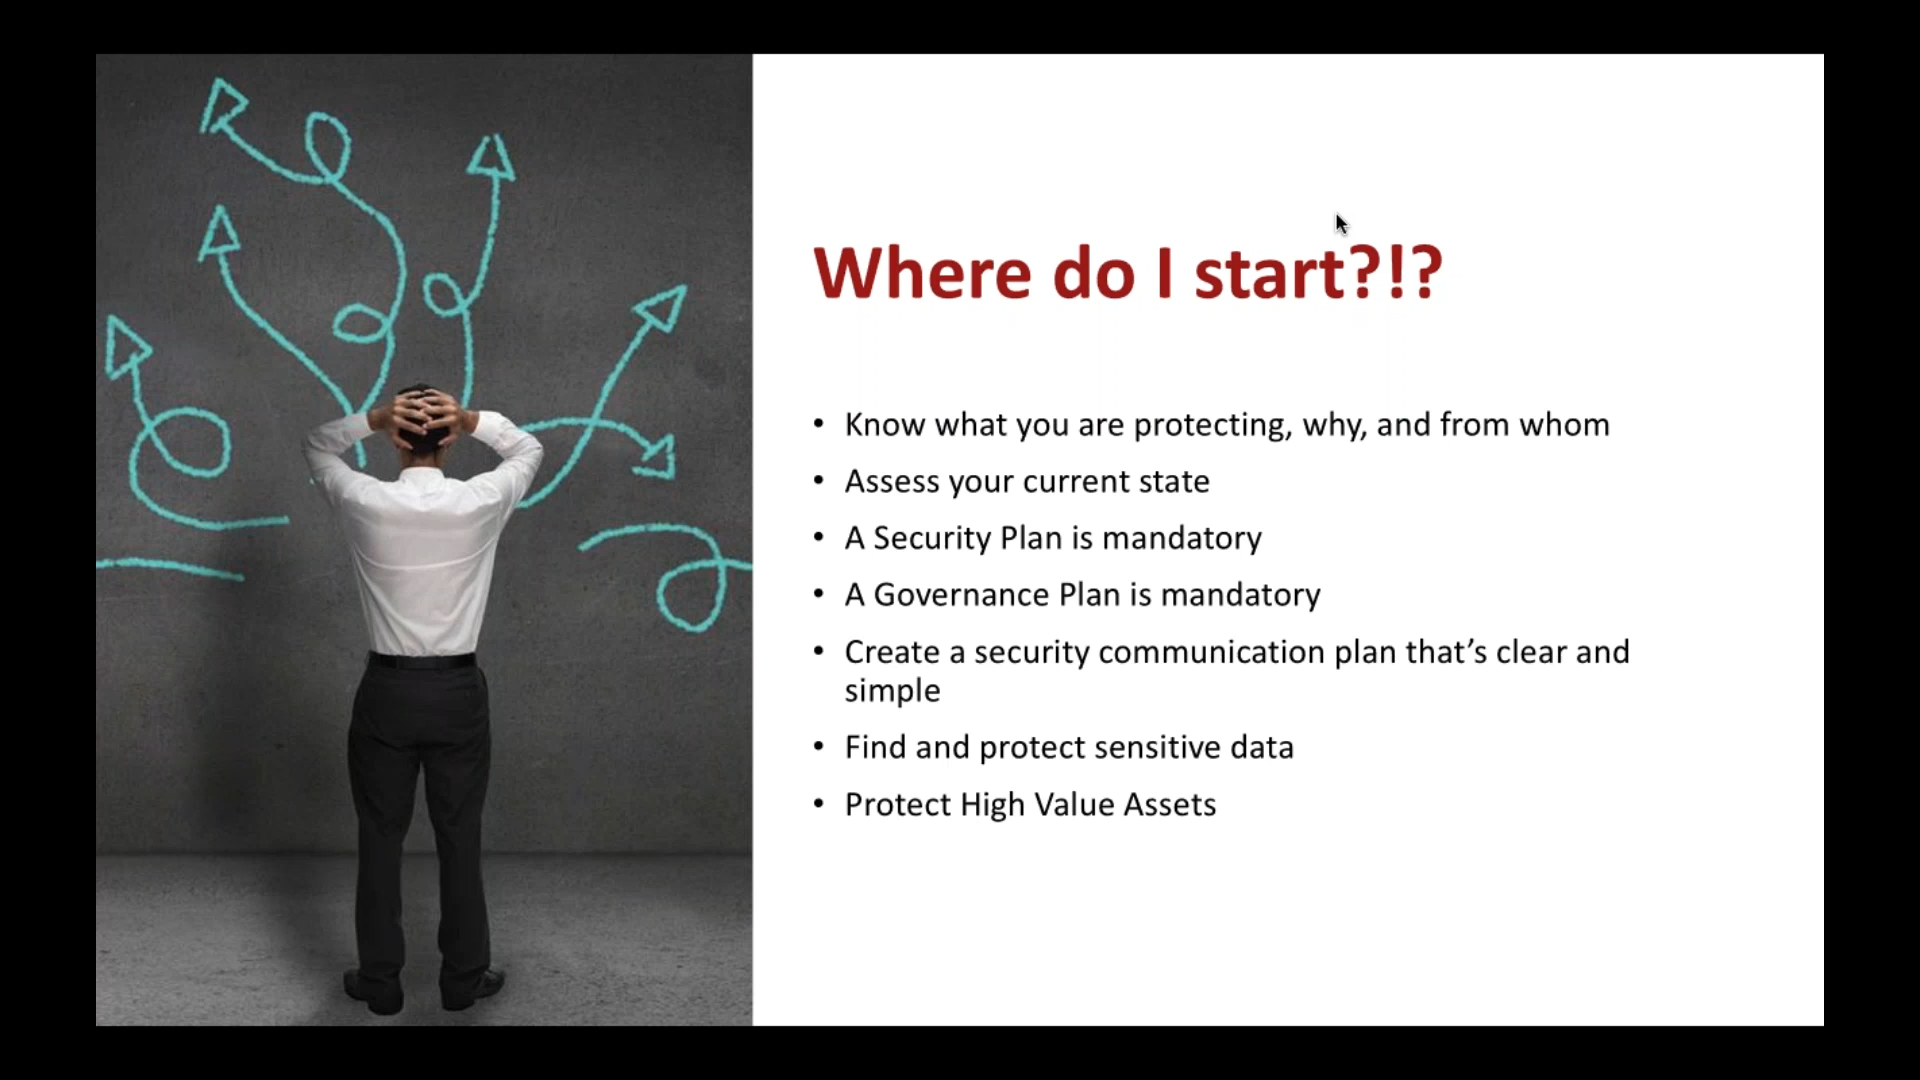 Where do I start?!?
• Know what you are protecting, why, and from whom
• Assess your current state
• A Security Plan is mandatory
• A Governance Plan is mandatory
• Create a security communication plan that’s clear and
simple
• Find and protect sensitive data
• Protect High Value Assets